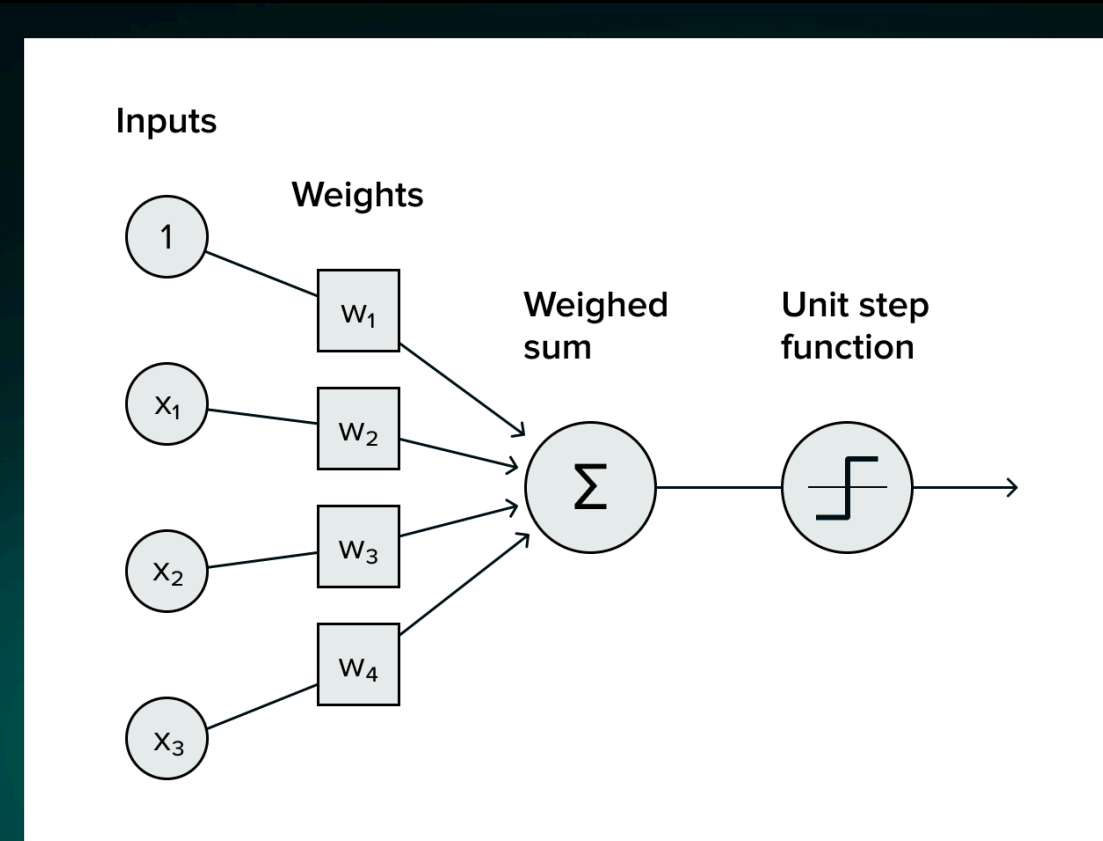 Inputs
Weights
1
w₁
Weighed
sum
Unit step
function
x₁
w₂
Σ
x₂
w₃
w₄
x₃